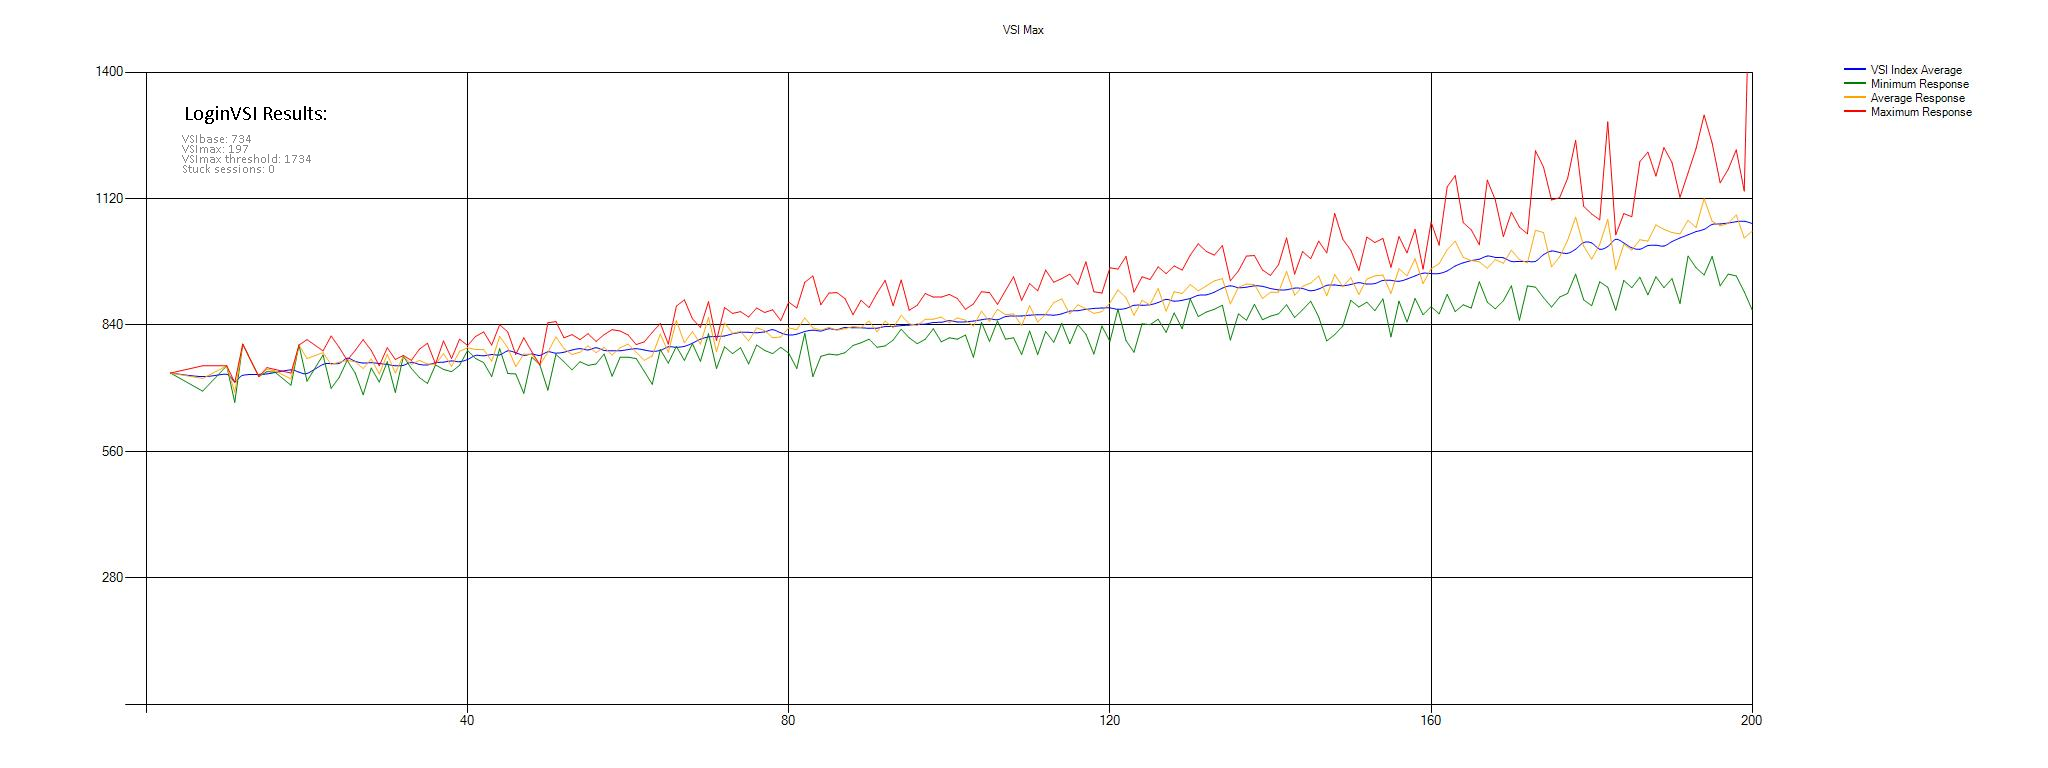 VSI Max
1400
1120
840
560
280
40
80
120
160
200
LoginVSI Results:
VSIbase: 734
VSImax: 197
VSImax threshold: 1734
Stuck sessions: 0
VSI Index Average
Minimum Response
Average Response
Maximum Response